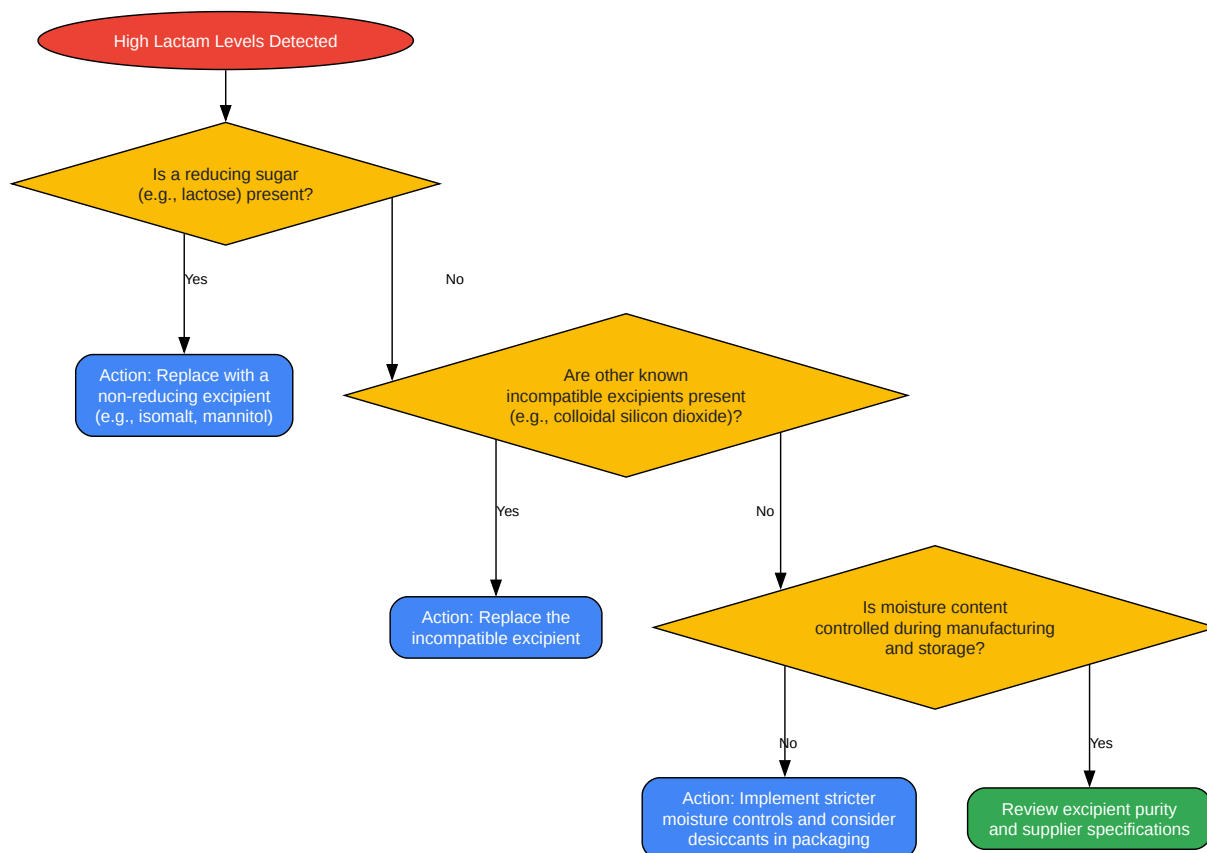 High Lactam Levels Detected
Is a reducing sugar
(e.g., lactose) present?
Yes
No
Action: Replace with a
non-reducing excipient
(e.g., isomalt, mannitol)
Are other known
incompatible excipients present
(e.g., colloidal silicon dioxide)?
Yes
No
Action: Replace the
incompatible excipient
Is moisture content
controlled during manufacturing
and storage?
No
Yes
Action: Implement stricter
moisture controls and consider
desiccants in packaging
Review excipient purity
and supplier specifications